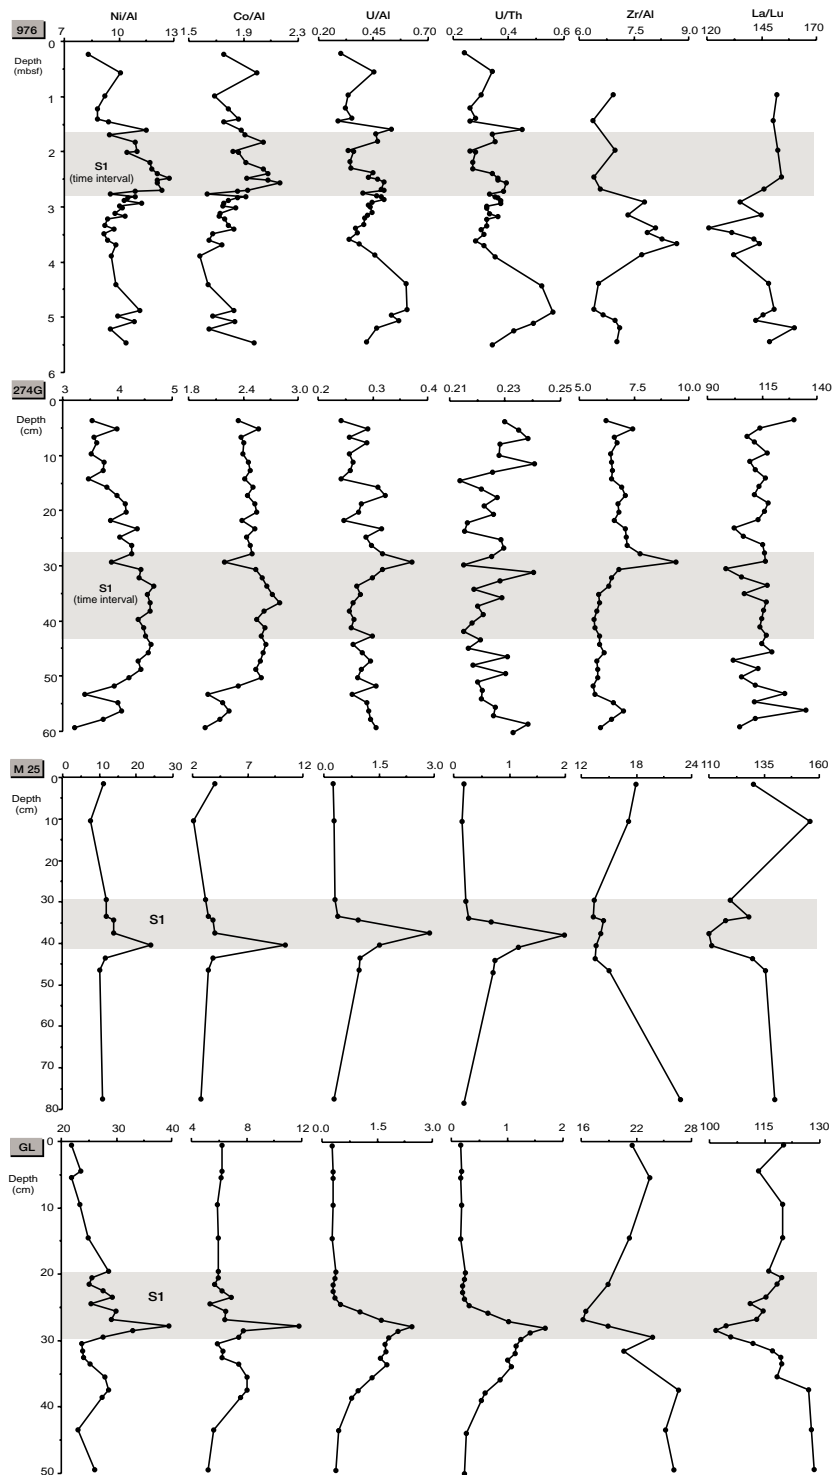 Ni/Al Co/Al U/Al U/Th Zr/Al La/Lu
976
7 10 13 1.5 1.9 2.3 0.20 0.45 0.70 0.2 0.4 0.6 6.0 7.5 9.0 120 145 170
0
Depth
(mbsf)
1
2
S1
(time interval)
3
4
5
6
274G
3 4 5 1.8 2.4 3.0 0.2 0.3 0.4 0.21 0.23 0.25 5.0 7.5 10.0 90 115 140
0
Depth
(cm)
10
20
30
S1
(time interval)
40
50
60
M 25
0 10 20 30 2 7 12 0.0 1.5 3.0 0 1 2 12 18 24 110 135 160
0
Depth
(cm)
10
20
30
S1
40
50
60
70
80
GL
20 30 40 4 8 12 0.0 1.5 3.0 0 1 2 16 22 28 100 115 130
0
Depth
(cm)
10
20
S1
30
40
50